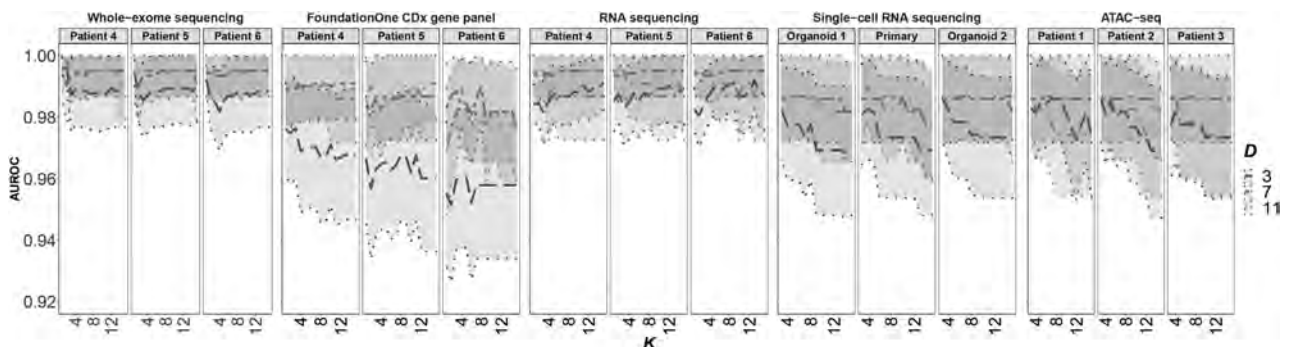 Whole-exome sequencing FoundationOne CDx gene panel RNA sequencing Single-cell RNA sequencing ATAC-seq
Patient 4 Patient 5 Patient 6 Patient 4 Patient 5 Patient 6 Patient 4 Patient 5 Patient 6 Organoid 1 Primary Organoid 2 Patient 1 Patient 2 Patient 3
1.00
0.98
0.96
0.94
0.92
AUROC
D
3
7
11
4 8 12 4 8 12 4 8 12 4 8 12 4 8 12 4 8 12 4 8 12 4 8 12 4 8 12 4 8 12 4 8 12 4 8 12 4 8 12 4 8 12 4 8 12
K